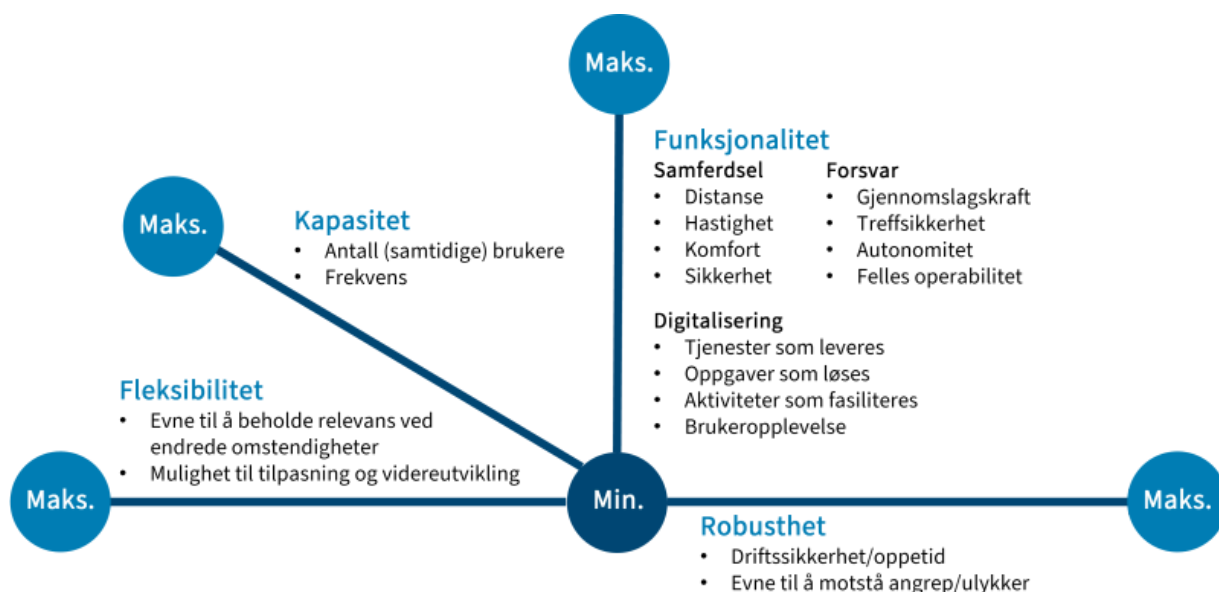 Maks.
Funksjonalitet
Samferdsel
• Distanse
• Hastighet
• Komfort
• Sikkerhet
Forsvar
• Gjennomslagskraft
• Treffsikkerhet
• Autonomitet
• Felles operabilitet
Digitalisering
• Tjenester som leveres
• Oppgaver som løses
• Aktiviteter som fasiliteres
• Brukeropplevelse
Maks.
Kapasitet
• Antall (samtidige) brukere
• Frekvens
Fleksibilitet
• Evne til å beholde relevans ved
endrede omstendigheter
• Mulighet til tilpasning og videreutvikling
Maks.
Min.
Maks.
Robusthet
• Driftssikkerhet/oppetid
• Evne til å motstå angrep/ulykker